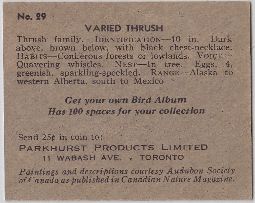 No. 29
VARIED THRUSH
Thrush family. IDENTIFICATION—10 in. Dark
above, brown below, with black chest-necklace.
HABITS—Coniferous forests or lowlands. VOICE—
Quavering whistles. NEST—In tree. Eggs, 4,
greenish, sparkling-speckled. RANGE—Alaska to
western Alberta, south to Mexico
Get your own Bird Album
Has 100 spaces for your collection
Send 25¢ in coin to:
PARKHURST PRODUCTS LIMITED
11 WABASH AVE. - TORONTO
Paintings and descriptions courtesy Audubon Society
of Canada as published in Canadian Nature Magazine.